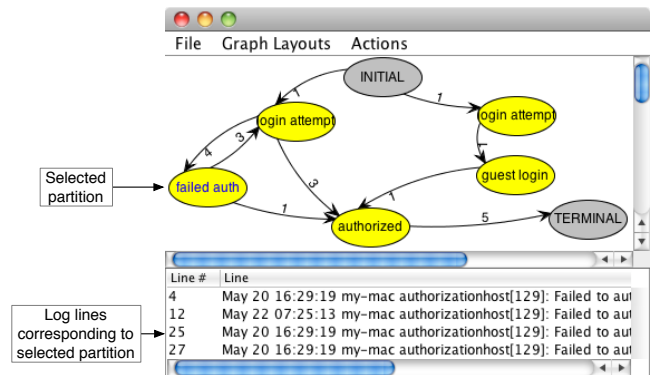 File Graph Layouts Actions
INITIAL
1
1
ogin attempt
ogin attempt
4
3
1
3
Selected
partition
failed auth
guest login
1
1
5
authorized
TERMINAL
Line # Line
4 May 20 16:29:19 my-mac authorizationhost[129]: Failed to aut
12 May 22 07:25:13 my-mac authorizationhost[129]: Failed to aut
25 May 20 16:29:19 my-mac authorizationhost[129]: Failed to aut
27 May 20 16:29:19 my-mac authorizationhost[129]: Failed to aut
Log lines
corresponding to
selected partition